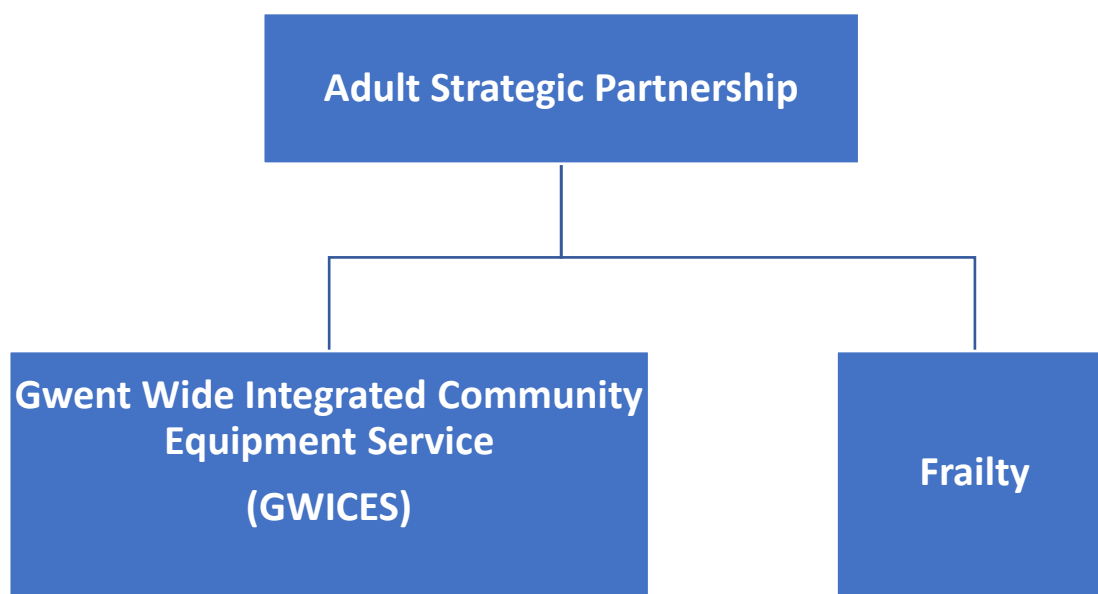 Adult Strategic Partnership
Gwent Wide Integrated Community
Equipment Service
(GWICES)
Frailty